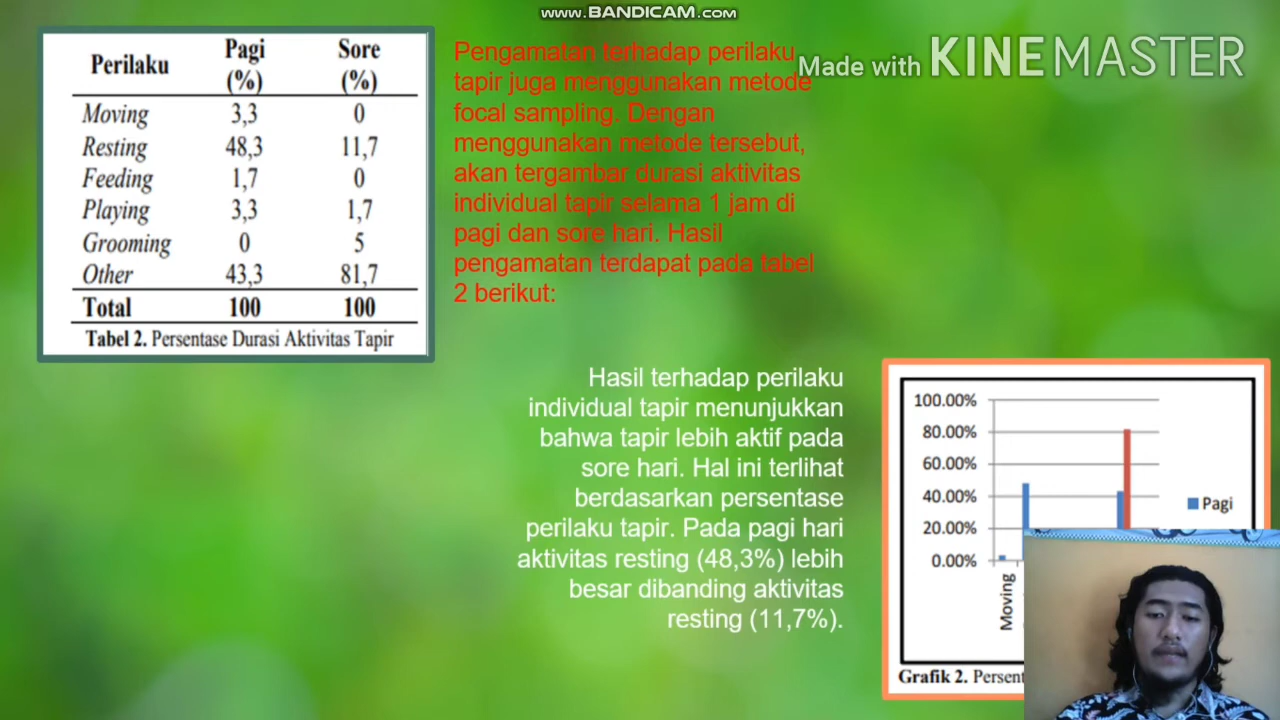 www.BANDICAM.com
Made with KINEMASTER
Perilaku Pagi (%) Sore (%)
Moving 3,3 0
Resting 48,3 11,7
Feeding 1,7 0
Playing 3,3 1,7
Grooming 0 5
Other 43,3 81,7
Total 100 100
Tabel 2. Persentase Durasi Aktivitas Tapir
Pengamatan terhadap perilaku
tapir juga menggunakan metode
focal sampling. Dengan
menggunakan metode tersebut,
akan tergambar durasi aktivitas
individual tapir selama 1 jam di
pagi dan sore hari. Hasil
pengamatan terdapat pada tabel
2 berikut:
Hasil terhadap perilaku
individual tapir menunjukkan
bahwa tapir lebih aktif pada
sore hari. Hal ini terlihat
berdasarkan persentase
perilaku tapir. Pada pagi hari
aktivitas resting (48,3%) lebih
besar dibanding aktivitas
resting (11,7%).
100.00%
80.00%
60.00%
40.00%
20.00%
0.00%
Pagi
Moving
Grafik 2. Persent